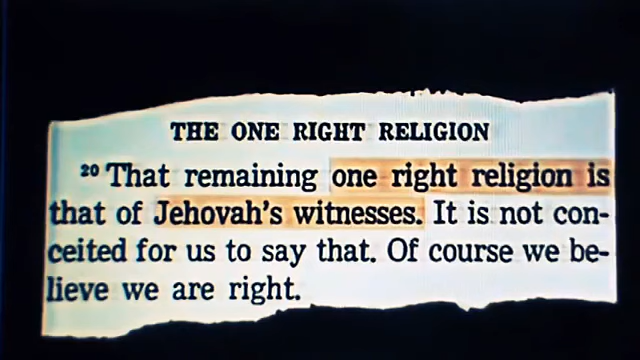 THE ONE RIGHT RELIGION
20 That remaining one right religion is
that of Jehovah's witnesses. It is not con-
ceited for us to say that. Of course we be-
lieve we are right.